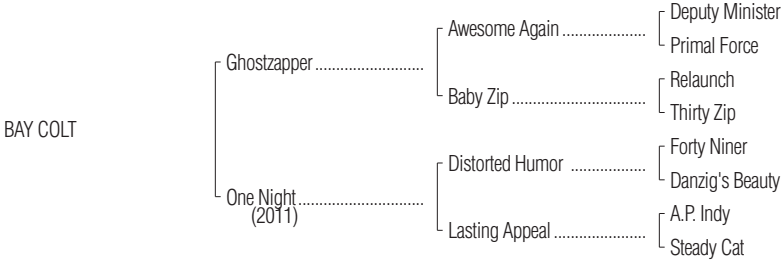 Deputy Minister
Awesome Again ....................
Primal Force
Ghostzapper ..........................
Relaunch
Baby Zip ................................
Thirty Zip
BAY COLT
Forty Niner
Distorted Humor ..................
Danzig's Beauty
One Night ..............................
(2011)
A.P. Indy
Lasting Appeal ......................
Steady Cat